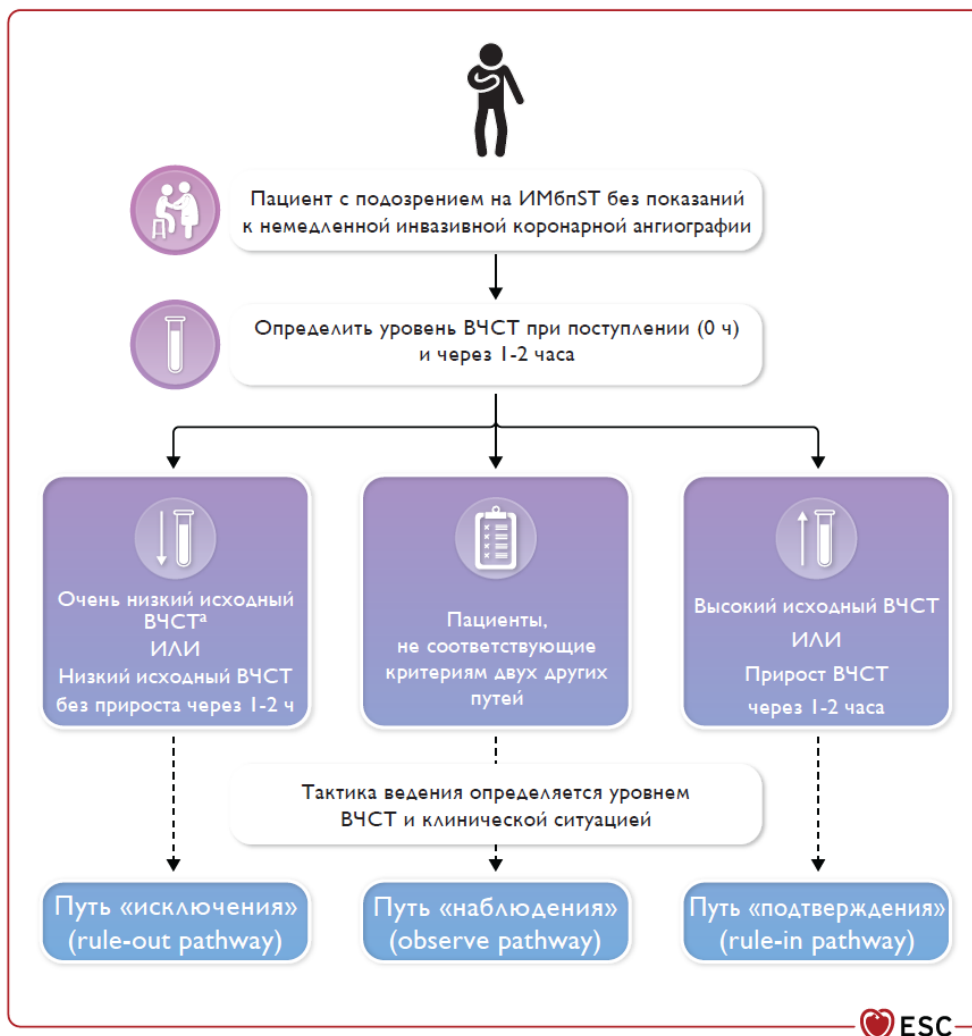 Пациент с подозрением на ИМбпST без показаний
к немедленной инвазивной коронарной ангиографии
Определить уровень ВЧСТ при поступлении (0 ч)
и через 1-2 часа
Очень низкий исходный
ВЧСТª
ИЛИ
Низкий исходный ВЧСТ
без прироста через 1-2 ч
Пациенты,
не соответствующие
критериям двух других
путей
Высокий исходный ВЧСТ
ИЛИ
Прирост ВЧСТ
через 1-2 часа
Тактика ведения определяется уровнем
ВЧСТ и клинической ситуацией
Путь «исключения»
(rule-out pathway)
Путь «наблюдения»
(observe pathway)
Путь «подтверждения»
(rule-in pathway)
ESC